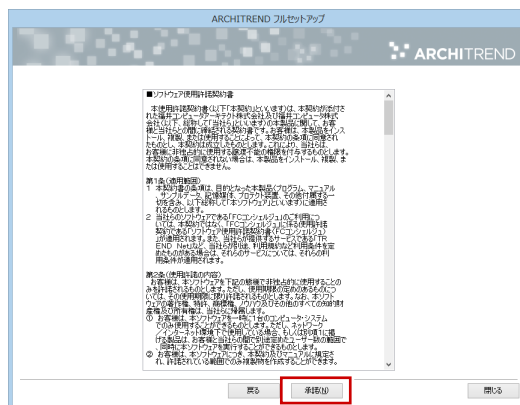 ARCHITREND フルセットアップ
ARCHITREND
■ソフトウェア使用許諾契約書
本使用許諾契約書（以下「本契約」といいます）は、本契約が添付さ
れた福井コンピュータアーキテクト株式会社及び福井コンピュータ株式
会社（以下、総称して「当社ら」といいます）の本製品に関して、お客
様と当社らとの間に締結される契約書です。お客様は、本製品をインス
トール、複製、または使用することによって、本契約の条項に同意され
たものとし、本契約は成立したものとします。これにより、当社らは、
お客様に非独占的に使用する譲渡不能の権限を付与するものとします。
本契約の条項に同意されない場合は、本製品をインストール、複製、ま
たは使用することはできません。
第1条（適用範囲）
1 本契約書の条項は、目的となった本製品（プログラム、マニュアル
、サンプルデータ、記憶媒体、プロテクト装置、その他付属する一
切を含み、以下総称して「本ソフトウェア」といいます）に適用さ
れるものとします。
2 当社らのソフトウェアである「FCコンシェルジュ」のご利用につ
いては、本契約ではなく、「FCコンシェルジュ」に係る使用許諾
契約である「ソフトウェア使用許諾契約書（FCコンシェルジュ）
」が適用されます。また、当社らが提供するサービスである「TR
END Net」など、当社らが別途、利用規約など利用条件を定
めたものがある場合は、それらのサービスについては、それらの利
用条件が適用されます。
第2条（使用許諾の内容）
お客様は、本ソフトウェアを下記の態様で非独占的に使用することの
みを許諾されるものとします。ただし、使用期限の定めのあるものにつ
いては、その使用期限に限り許諾されるものとします。なお、本ソフト
ウェアの著作権、特許、商標権、ノウハウ及びその他のすべての知的財
産権及び所有権は、当社らに帰属します。
① お客様は、本ソフトウェアを一時に1台のコンピュータ・システム
でのみ使用することができるものとします。ただし、ネットワーク
／インターネット環境下で使用している場合、もしくは別項1に掲
げる製品は、お客様と当社らの間で別途定めたユーザー数の範囲で
、同時に本ソフトウェアを実行することができるものとします。
② お客様は、本ソフトウェアにつき、本契約及びマニュアルに規定さ
れ、許諾されている範囲でのみ複製物を作成することができます。
戻る
承諾(N)
閉じる